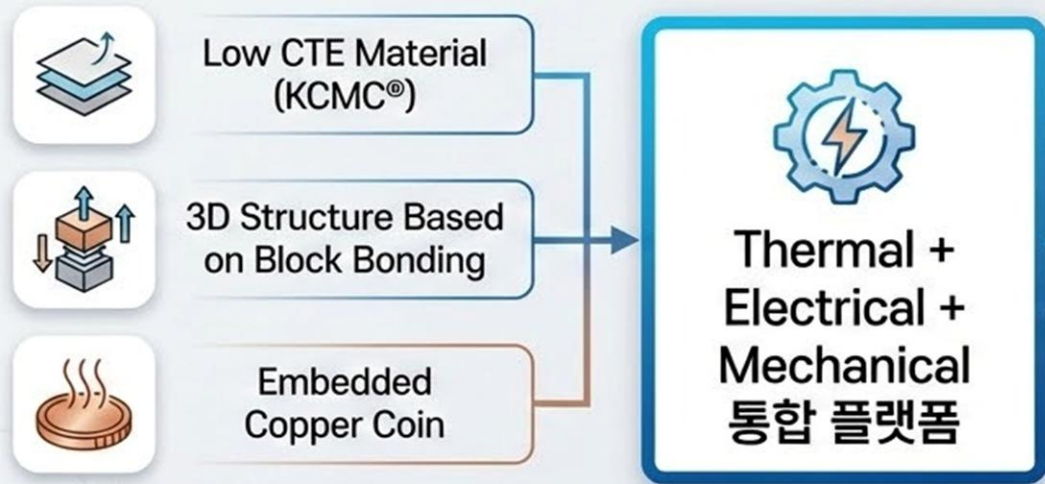 Low CTE Material
(KCMC®)
3D Structure Based
on Block Bonding
Embedded
Copper Coin
Thermal +
Electrical +
Mechanical
통합 플랫폼